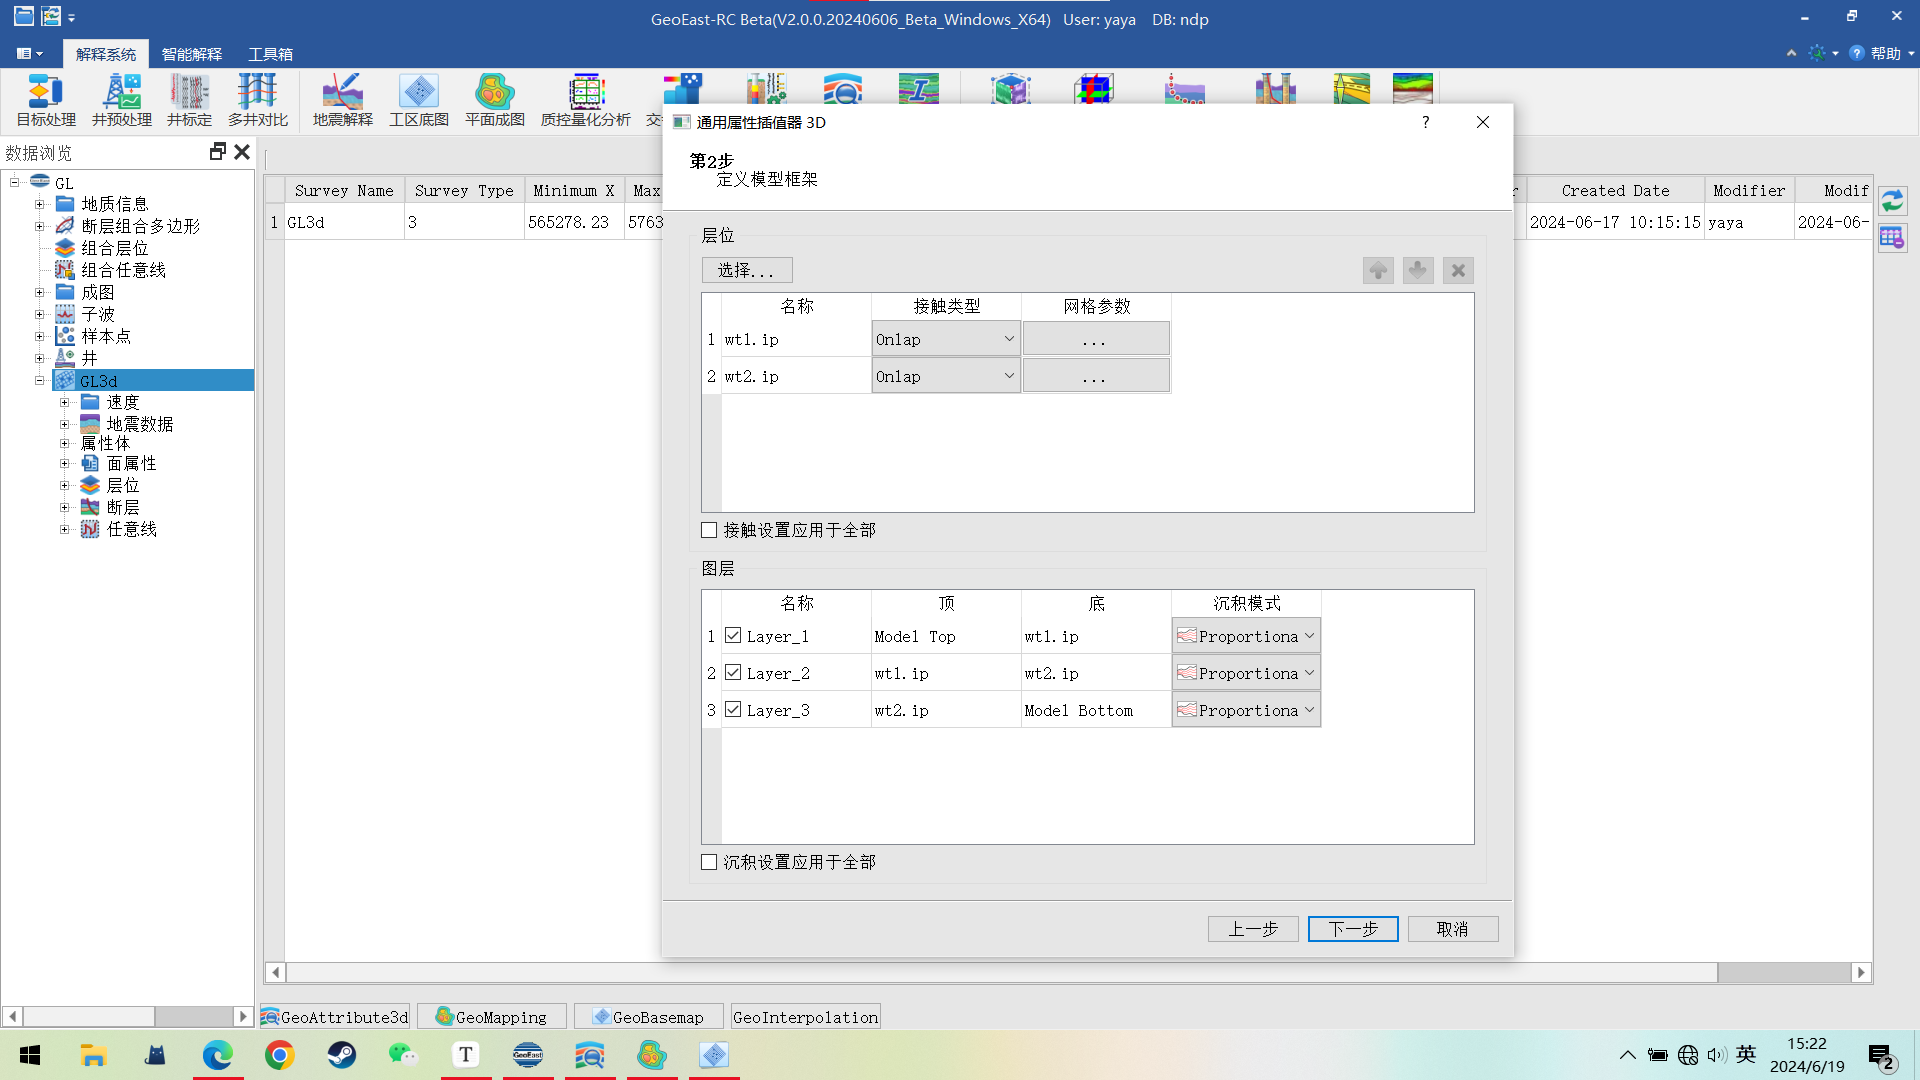 GeoEast-RC Beta(V2.0.0.20240606_Beta_Windows_X64)   User: yaya   DB: ndp
解释系统 智能解释 工具箱
帮助
目标处理 井预处理 井标定 多井对比 地震解释 工区底图 平面成图 质控量化分析
数据浏览
GL
地质信息
断层组合多边形
组合层位
组合任意线
成图
子波
样本点
井
GL3d
速度
地震数据
属性体
面属性
层位
断层
任意线
Survey Name Survey Type Minimum X Max
Created Date Modifier Modif
1 GL3d 3 565278.23 5763
2024-06-17 10:15:15 yaya 2024-06-
通用属性插值器 3D
?
第2步
定义模型框架
层位
选择...
名称 接触类型 网格参数
1 wt1.ip Onlap ...
2 wt2.ip Onlap ...
接触设置应用于全部
图层
名称 顶 底 沉积模式
1 Layer_1 Model Top wt1.ip Proportiona
2 Layer_2 wt1.ip wt2.ip Proportiona
3 Layer_3 wt2.ip Model Bottom Proportiona
沉积设置应用于全部
上一步 下一步 取消
GeoAttribute3d GeoMapping GeoBasemap GeoInterpolation
T
GeoEast
英
15:22
2024/6/19
2